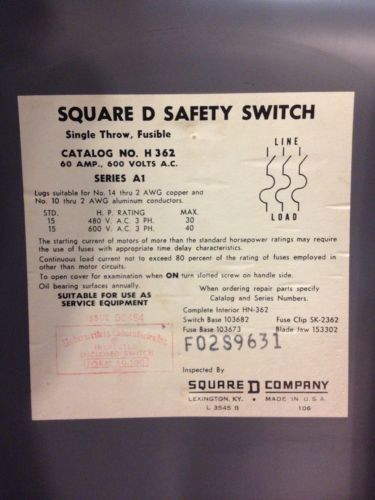 SQUARE D SAFETY SWITCH
Single Throw, Fusible
CATALOG NO. H 362
60 AMP., 600 VOLTS A.C.
SERIES A1
LINE
LOAD
Lugs suitable for No. 14 thru 2 AWG copper and
No. 10 thru 2 AWG aluminum conductors.
STD. H. P. RATING MAX.
15 480 V. A.C. 3 PH. 30
15 600 V. A.C. 3 PH. 40
The starting current of motors of more than the standard horsepower ratings may require
the use of fuses with appropriate time delay characteristics.
Continuous load current not to exceed 80 percent of the rating of fuses employed in
other than motor circuits.
To open cover for examination when ON turn slotted screw on handle side.
Oil bearing surfaces annually.
SUITABLE FOR USE AS
SERVICE EQUIPMENT
When ordering repair parts specify
Catalog and Series Numbers.
Complete Interior HN-362
Switch Base 103682 Fuse Clip SK-2362
Fuse Base 103673 Blade Jaw 153302
F0289631
ISSUE
Underwriters Laboratories, Inc.
ENCLOSED SWITCH
Inspected By
SQUARE D COMPANY
LEXINGTON, KY. • MADE IN U.S.A.
L 3545 B 106